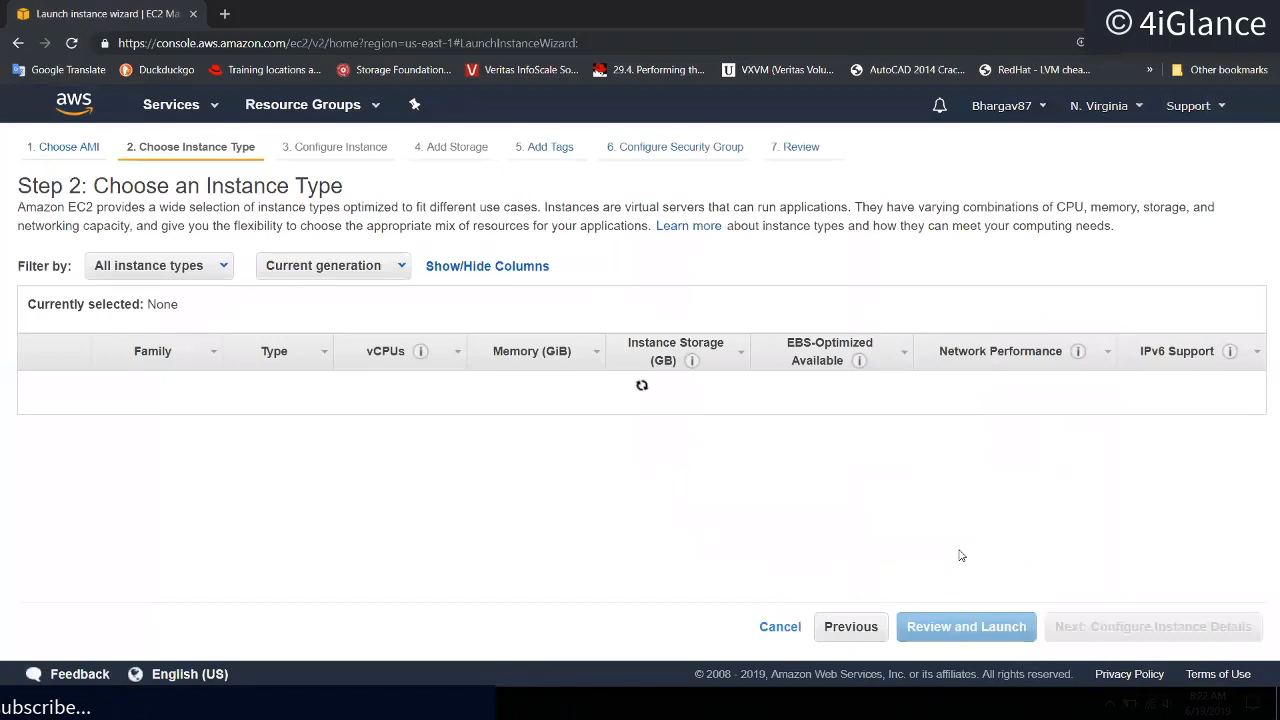 Launch instance wizard | EC2 Ma
© 4iGlance
https://console.aws.amazon.com/ec2/v2/home?region=us-east-1#LaunchInstanceWizard:
Google Translate Duckduckgo Training locations a... Storage Foundation... Veritas InfoScale So... 29.4. Performing th... VXVM (Veritas Volu... AutoCAD 2014 Crac... RedHat - LVM chea... » Other bookmarks
aws Services Resource Groups Bhargav87 N. Virginia Support
1. Choose AMI 2. Choose Instance Type 3. Configure Instance 4. Add Storage 5. Add Tags 6. Configure Security Group 7. Review
Step 2: Choose an Instance Type
Amazon EC2 provides a wide selection of instance types optimized to fit different use cases. Instances are virtual servers that can run applications. They have varying combinations of CPU, memory, storage, and
networking capacity, and give you the flexibility to choose the appropriate mix of resources for your applications. Learn more about instance types and how they can meet your computing needs.
Filter by: All instance types Current generation Show/Hide Columns
Currently selected: None
Family Type vCPUs Memory (GiB) Instance Storage (GB) EBS-Optimized Available Network Performance IPv6 Support
Cancel Previous Review and Launch Next: Configure Instance Details
Feedback English (US) © 2008 - 2019, Amazon Web Services, Inc. or its affiliates. All rights reserved. Privacy Policy Terms of Use
ubscribe...
8:22 AM
6/19/2019